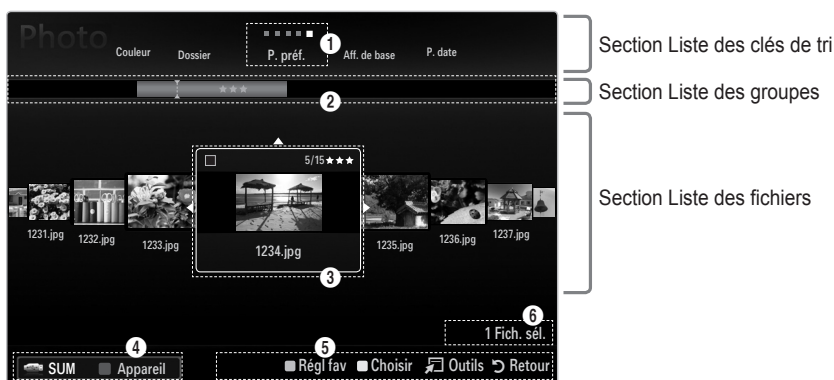 Photo
Couleur Dossier P. préf. Aff. de base P. date
1
Section Liste des clés de tri
★★★
2
Section Liste des groupes
5/15★★★
1231.jpg 1232.jpg 1233.jpg 1234.jpg 1235.jpg 1236.jpg 1237.jpg
3
Section Liste des fichiers
6
1 Fich. sél.
4
5
SUM Appareil Régl fav Choisir Outils Retour